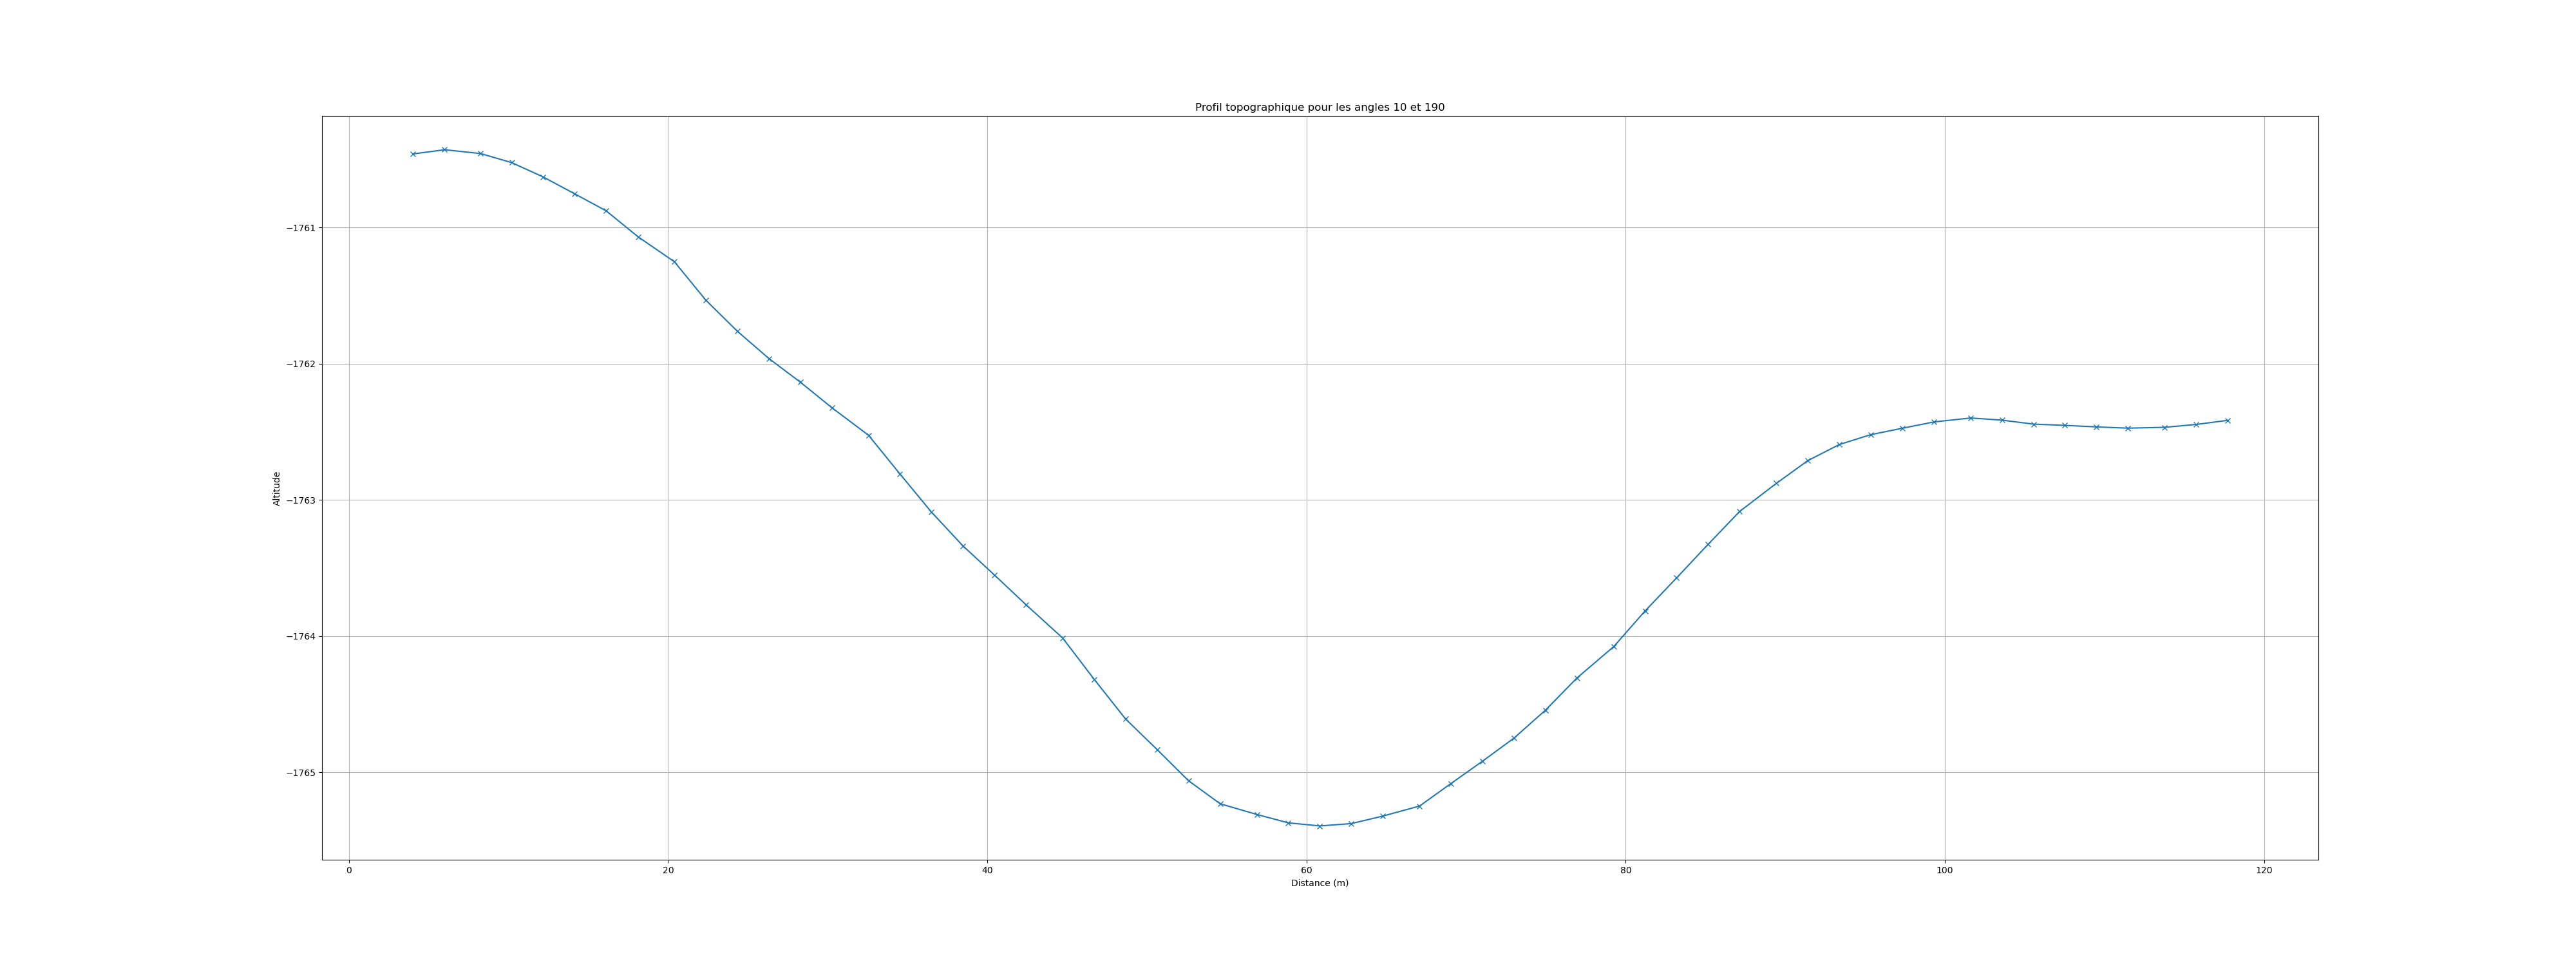 Profil topographique pour les angles 10 et 190
Altitude
−1761
−1762
−1763
−1764
−1765
0 20 40 60 80 100 120
Distance (m)